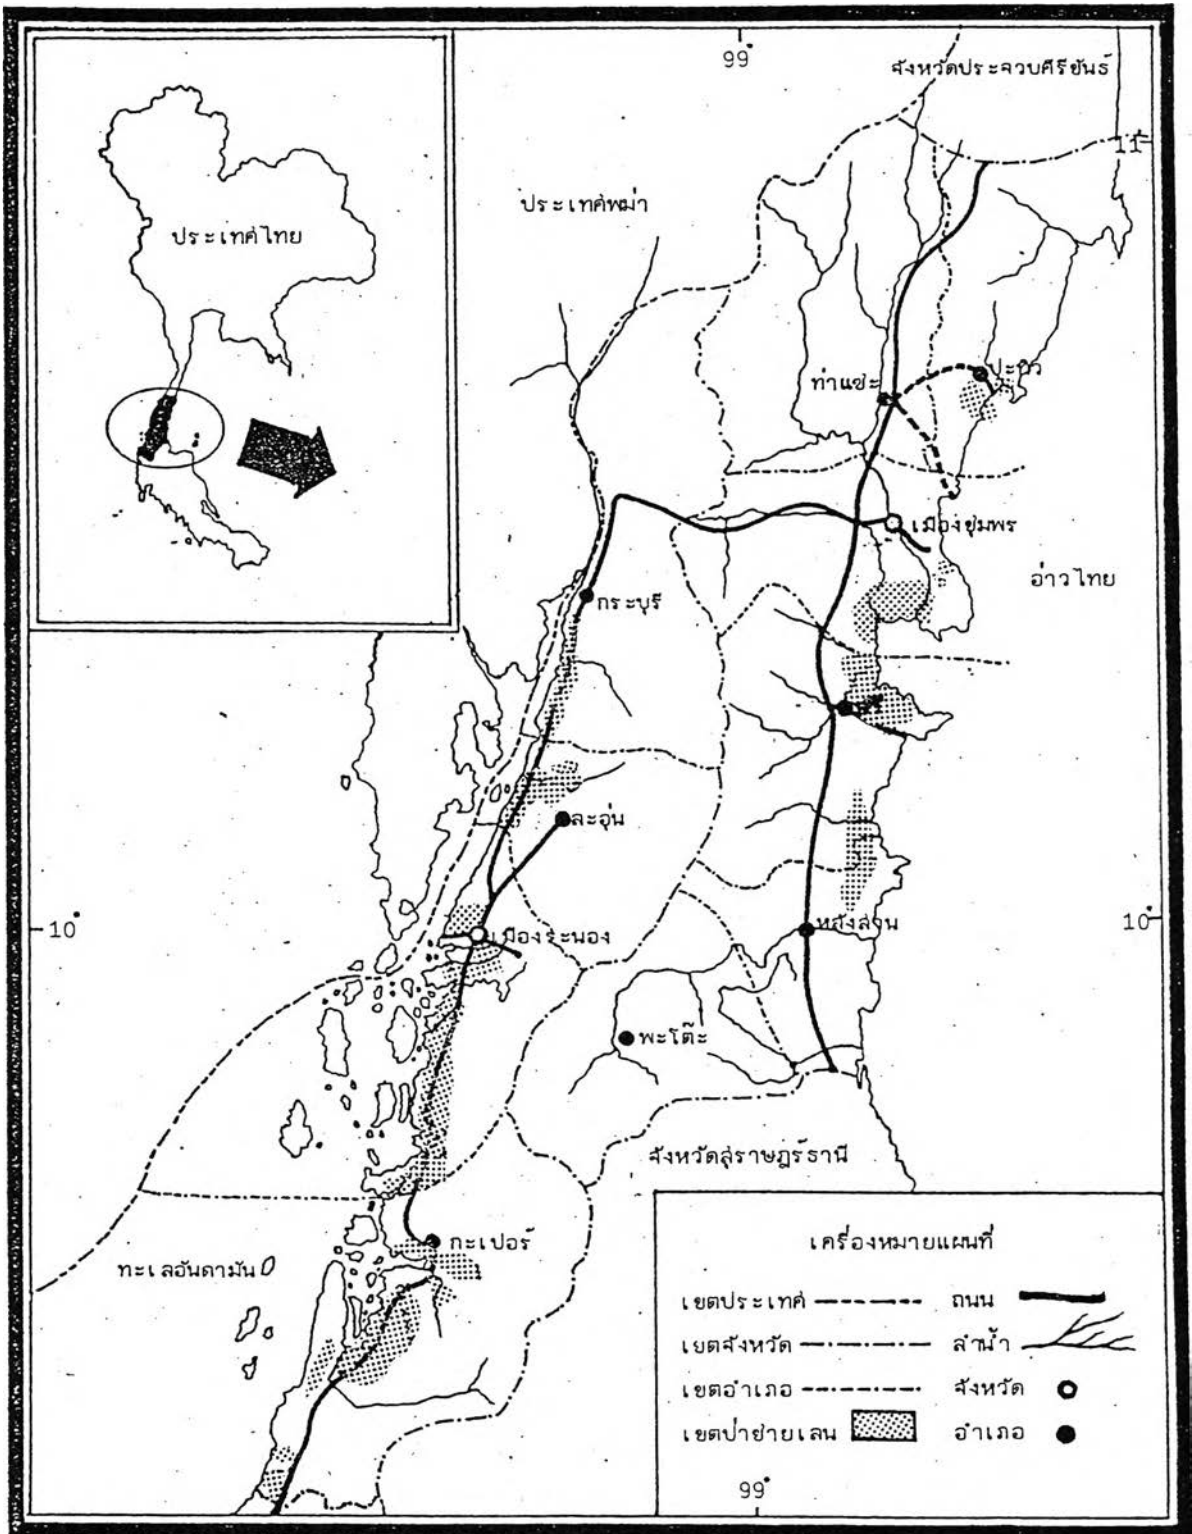 99°
จังหวัดประจวบคีรีขันธ์
11°
ประเทศพม่า
ประเทศไทย
ท่าแซะ
ปะทิว
เมืองชุมพร
อ่าวไทย
กระบุรี
ละอุ่น
10°
เมืองระนอง
หลังสวน
10°
พะโต๊ะ
จังหวัดสุราษฎร์ธานี
กะเปอร์
ทะเลอันดามัน
เครื่องหมายแผนที่
เขตประเทศ ถนน
เขตจังหวัด ลำน้ำ
เขตอำเภอ จังหวัด
เขตป่าชายเลน อำเภอ
99°